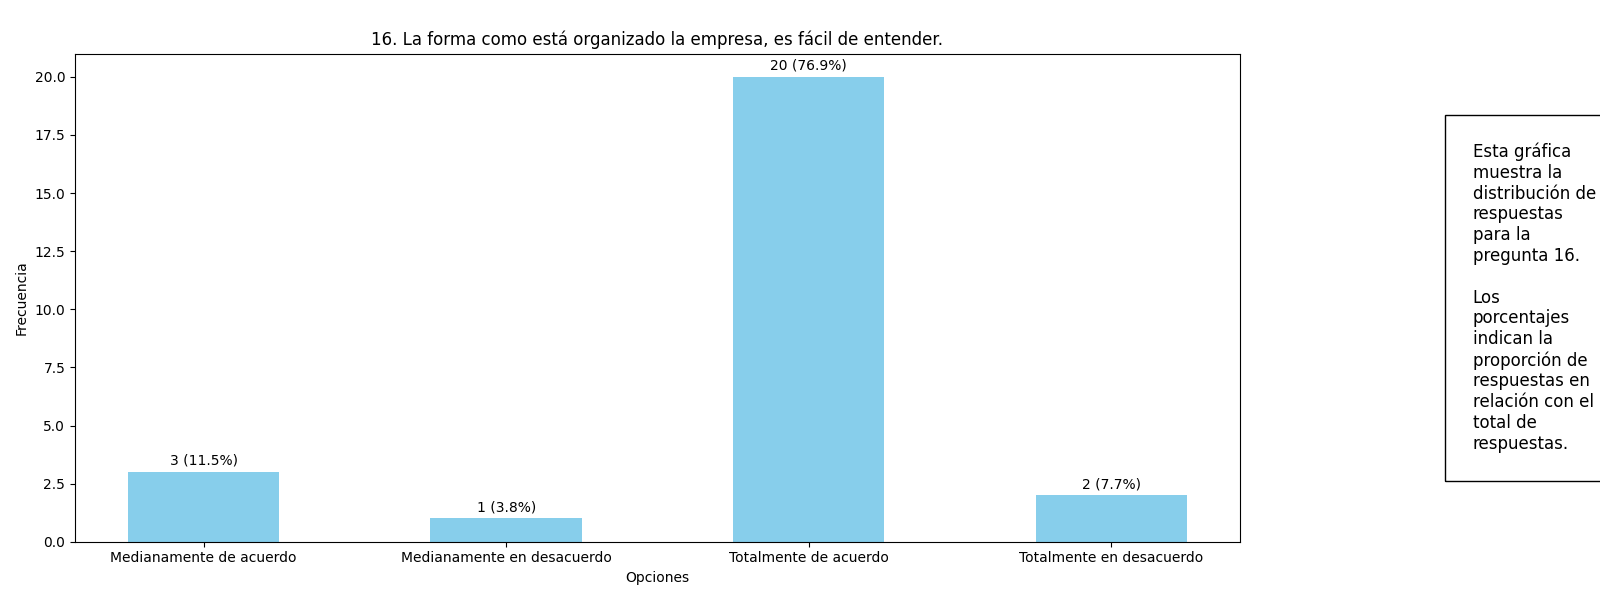 16. La forma como está organizado la empresa, es fácil de entender.
20 (76.9%)
3 (11.5%)
1 (3.8%)
2 (7.7%)
Frecuencia
20.0
17.5
15.0
12.5
10.0
7.5
5.0
2.5
0.0
Medianamente de acuerdo
Medianamente en desacuerdo
Totalmente de acuerdo
Totalmente en desacuerdo
Opciones
Esta gráfica
muestra la
distribución de
respuestas
para la
pregunta 16.
Los
porcentajes
indican la
proporción de
respuestas en
relación con el
total de
respuestas.